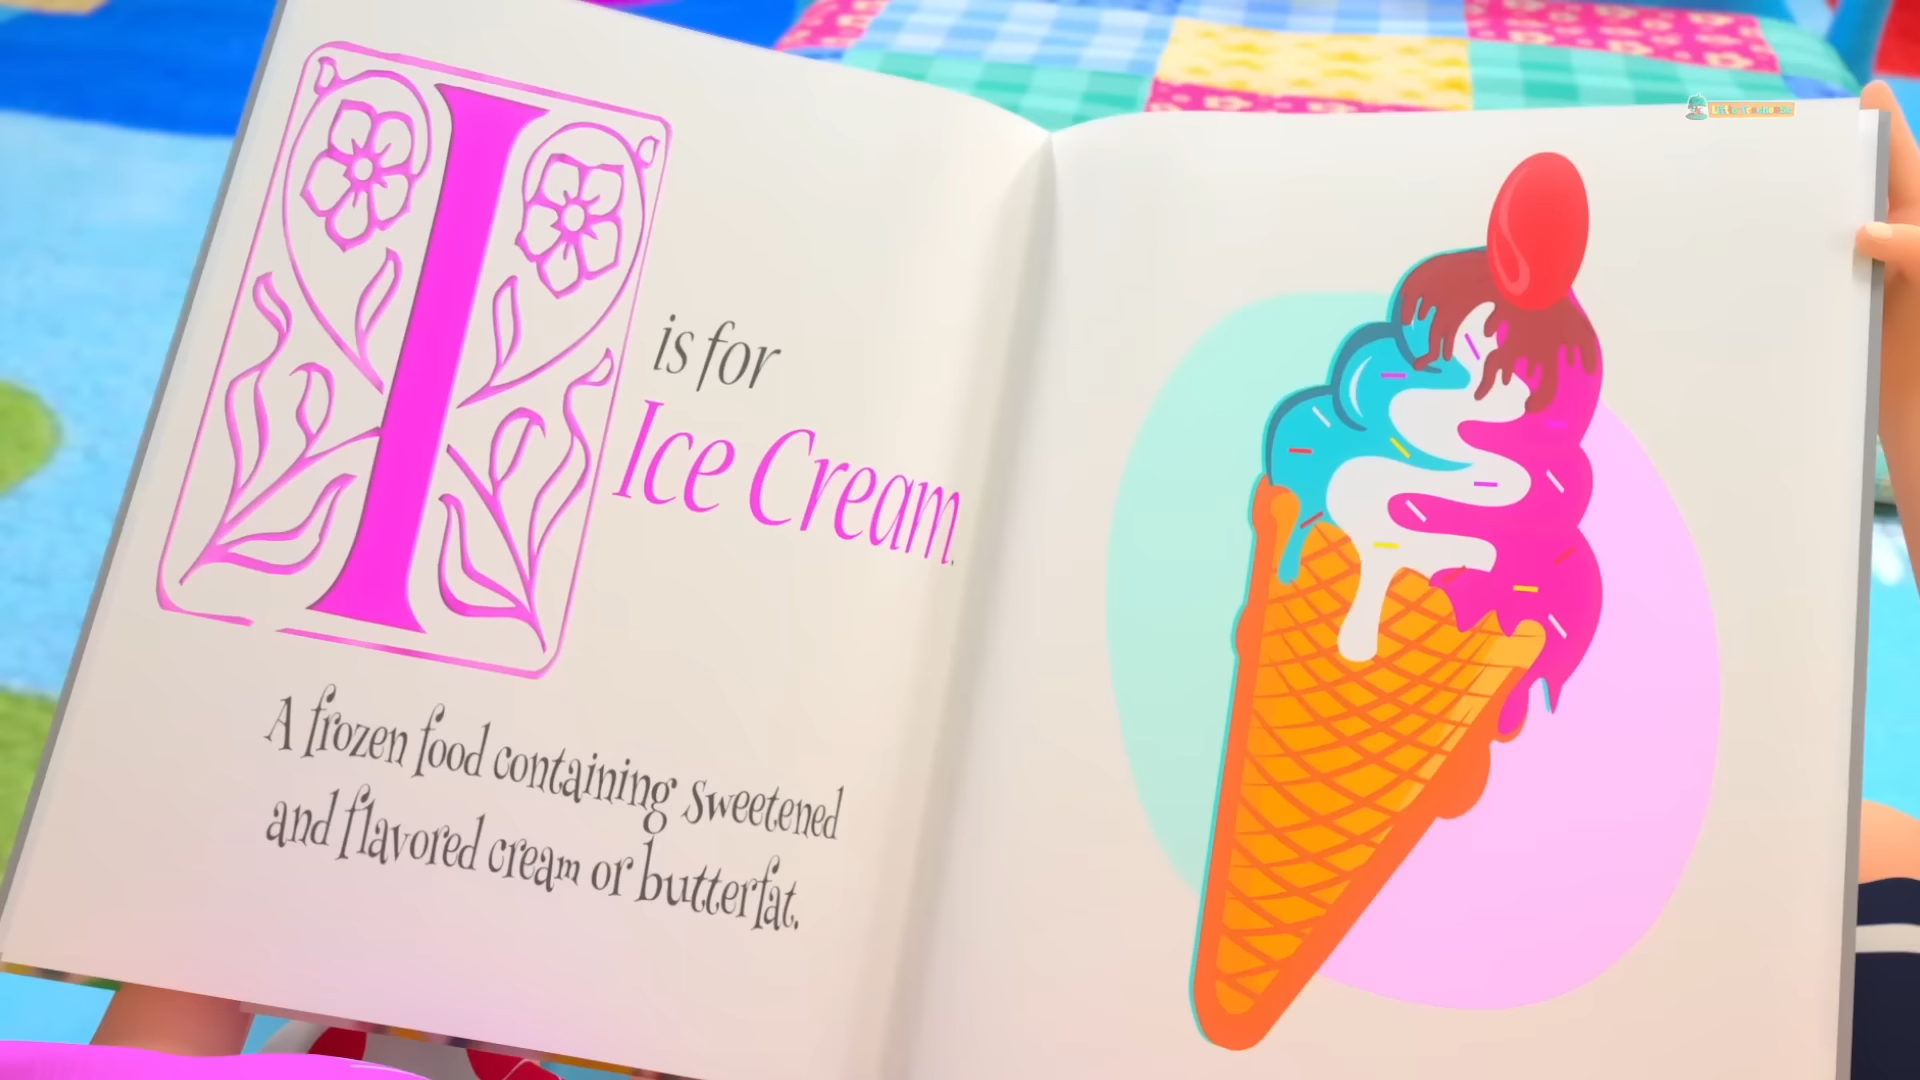 I
is for
Ice Cream.
A frozen food containing sweetened
and flavored cream or butterfat.